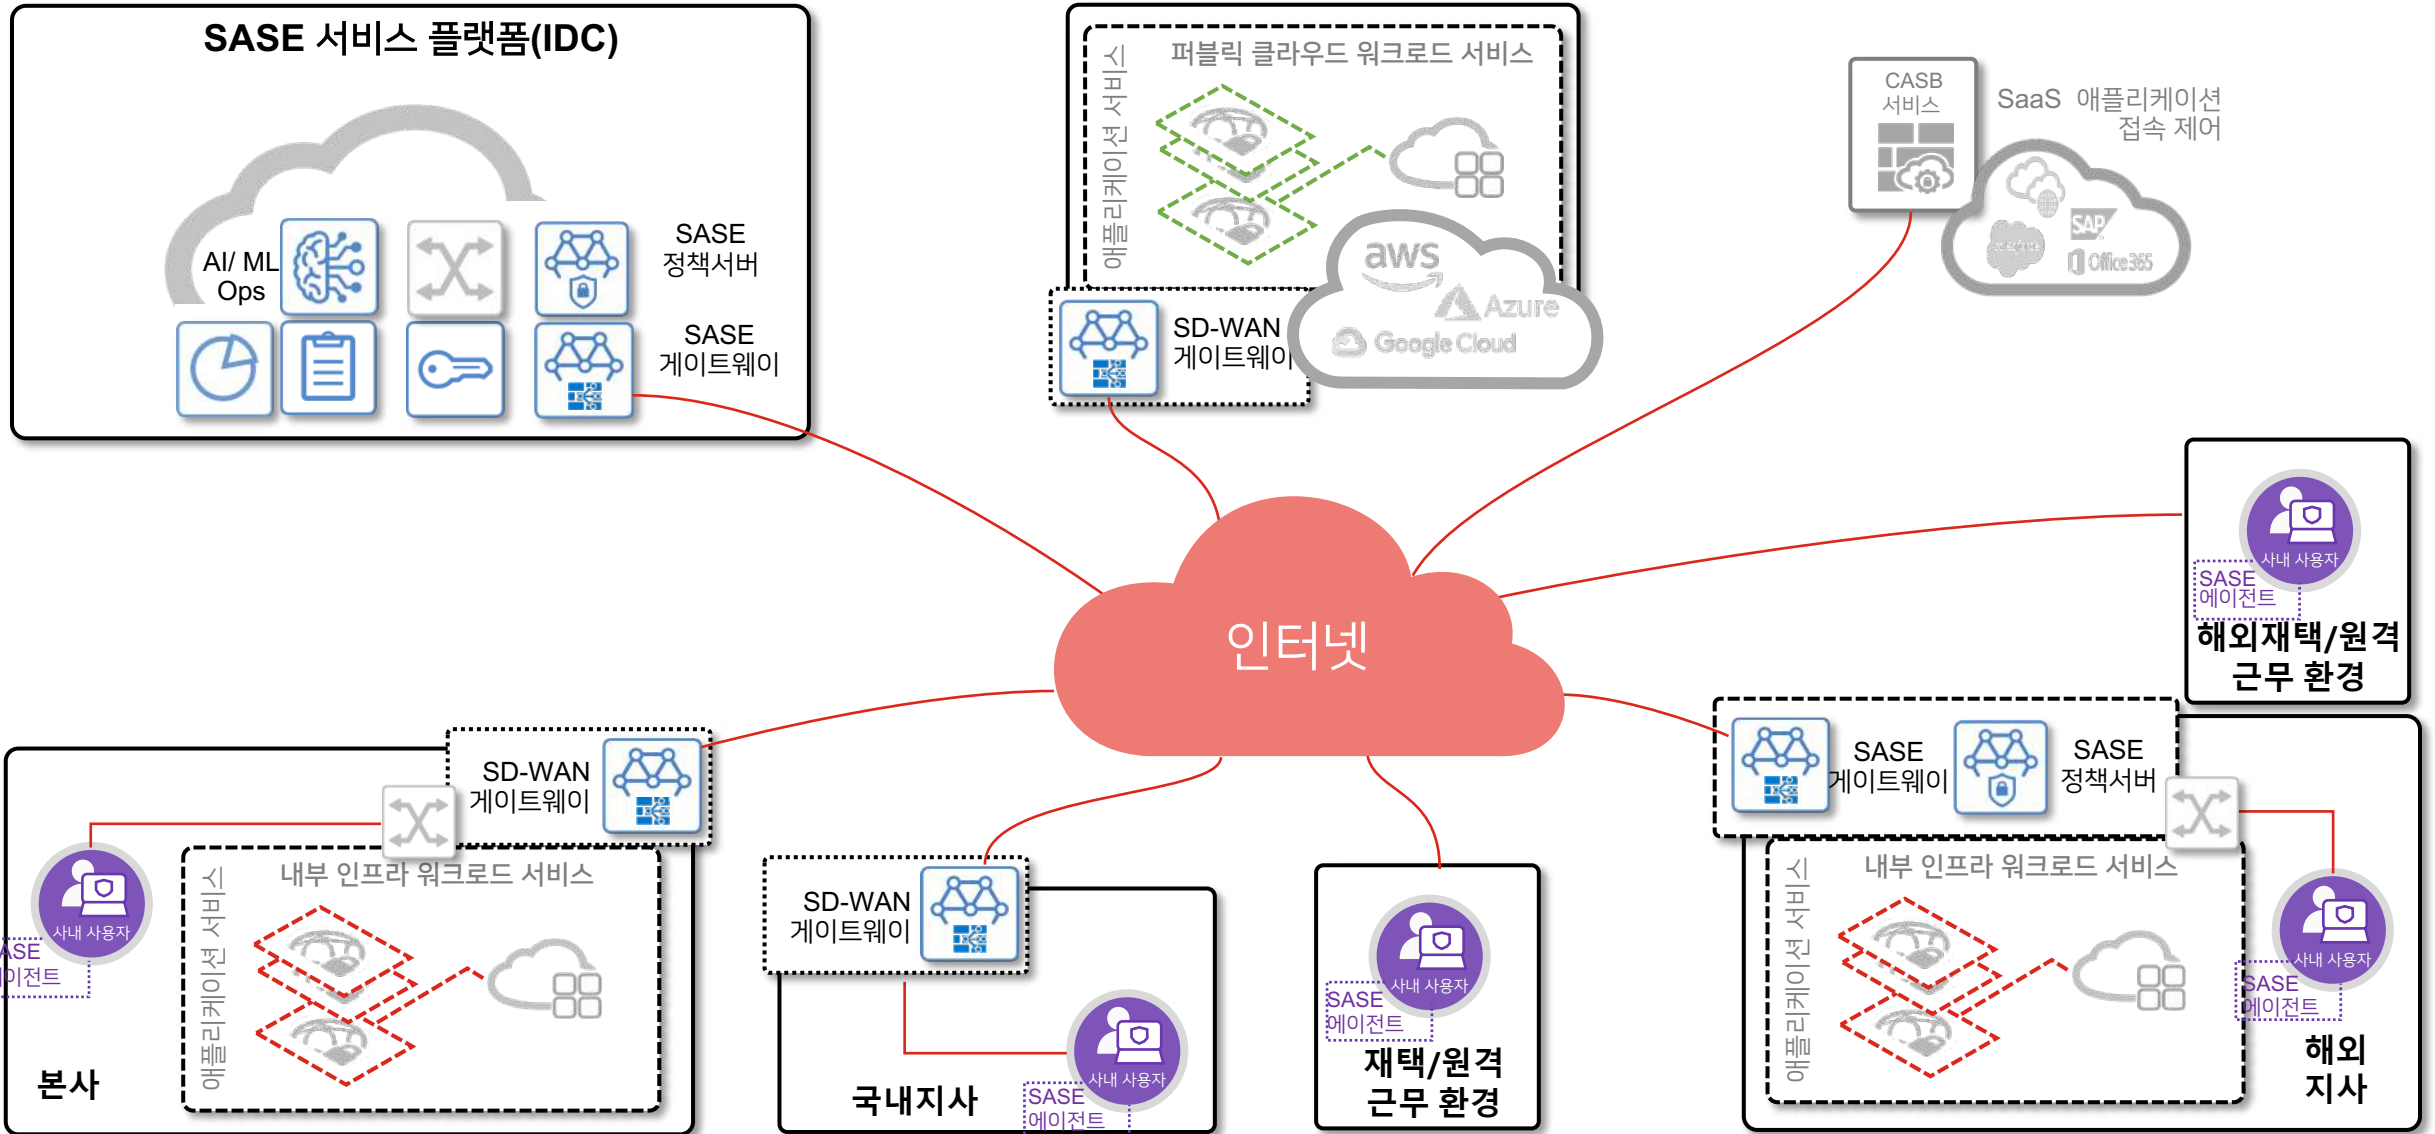 SASE 서비스 플랫폼(IDC)
AI/ ML
Ops
SASE
정책서버
SASE
게이트웨이
퍼블릭 클라우드 워크로드 서비스
애플리케이션 서비스
aws
Azure
Google Cloud
SD-WAN
게이트웨이
CASB
서비스
SaaS 애플리케이션
접속 제어
SAP
Office 365
인터넷
사내 사용자
SASE
에이전트
해외재택/원격
근무 환경
SD-WAN
게이트웨이
내부 인프라 워크로드 서비스
애플리케이션 서비스
사내 사용자
본사
SD-WAN
게이트웨이
사내 사용자
SASE
에이전트
국내지사
사내 사용자
SASE
에이전트
재택/원격
근무 환경
SASE
게이트웨이
SASE
정책서버
내부 인프라 워크로드 서비스
애플리케이션 서비스
사내 사용자
SASE
에이전트
해외
지사